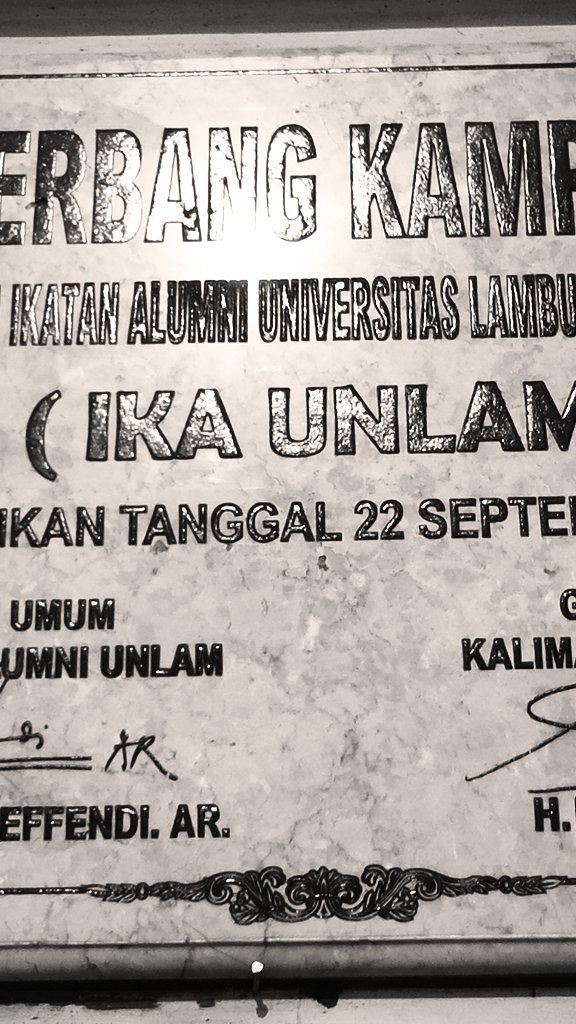 ERBANG KAMP
IKATAN ALUMNI UNIVERSITAS LAMBU
( IKA UNLAM
IKAN TANGGAL 22 SEPTE
UMUM G
UMNI UNLAM KALIMA
AR.
EFFENDI. AR. H.